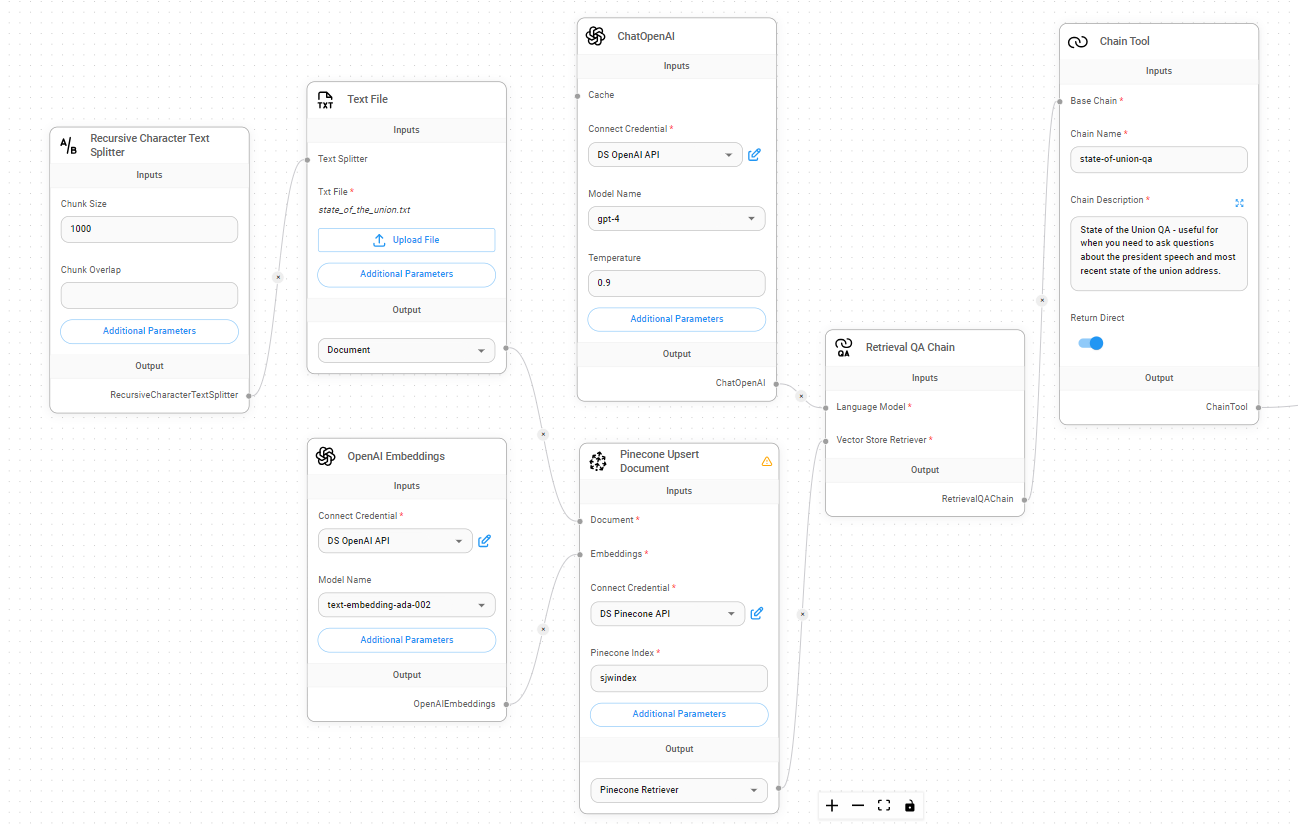 A/B
Recursive Character Text
Splitter
Inputs
Chunk Size
1000
Chunk Overlap
Additional Parameters
Output
RecursiveCharacterTextSplitter
TXT
Text File
Inputs
Text Splitter
Txt File *
state_of_the_union.txt
Upload File
Additional Parameters
Output
Document
OpenAI Embeddings
Inputs
Connect Credential *
DS OpenAI API
Model Name
text-embedding-ada-002
Additional Parameters
Output
OpenAIEmbeddings
ChatOpenAI
Inputs
Cache
Connect Credential *
DS OpenAI API
Model Name
gpt-4
Temperature
0.9
Additional Parameters
Output
ChatOpenAI
Pinecone Upsert
Document
Inputs
Document *
Embeddings *
Connect Credential *
DS Pinecone API
Pinecone Index *
sjwindex
Additional Parameters
Output
Pinecone Retriever
QA
Retrieval QA Chain
Inputs
Language Model *
Vector Store Retriever *
Output
RetrievalQAChain
Chain Tool
Inputs
Base Chain *
Chain Name *
state-of-union-qa
Chain Description *
State of the Union QA - useful for
when you need to ask questions
about the president speech and most
recent state of the union address.
Return Direct
Output
ChainTool